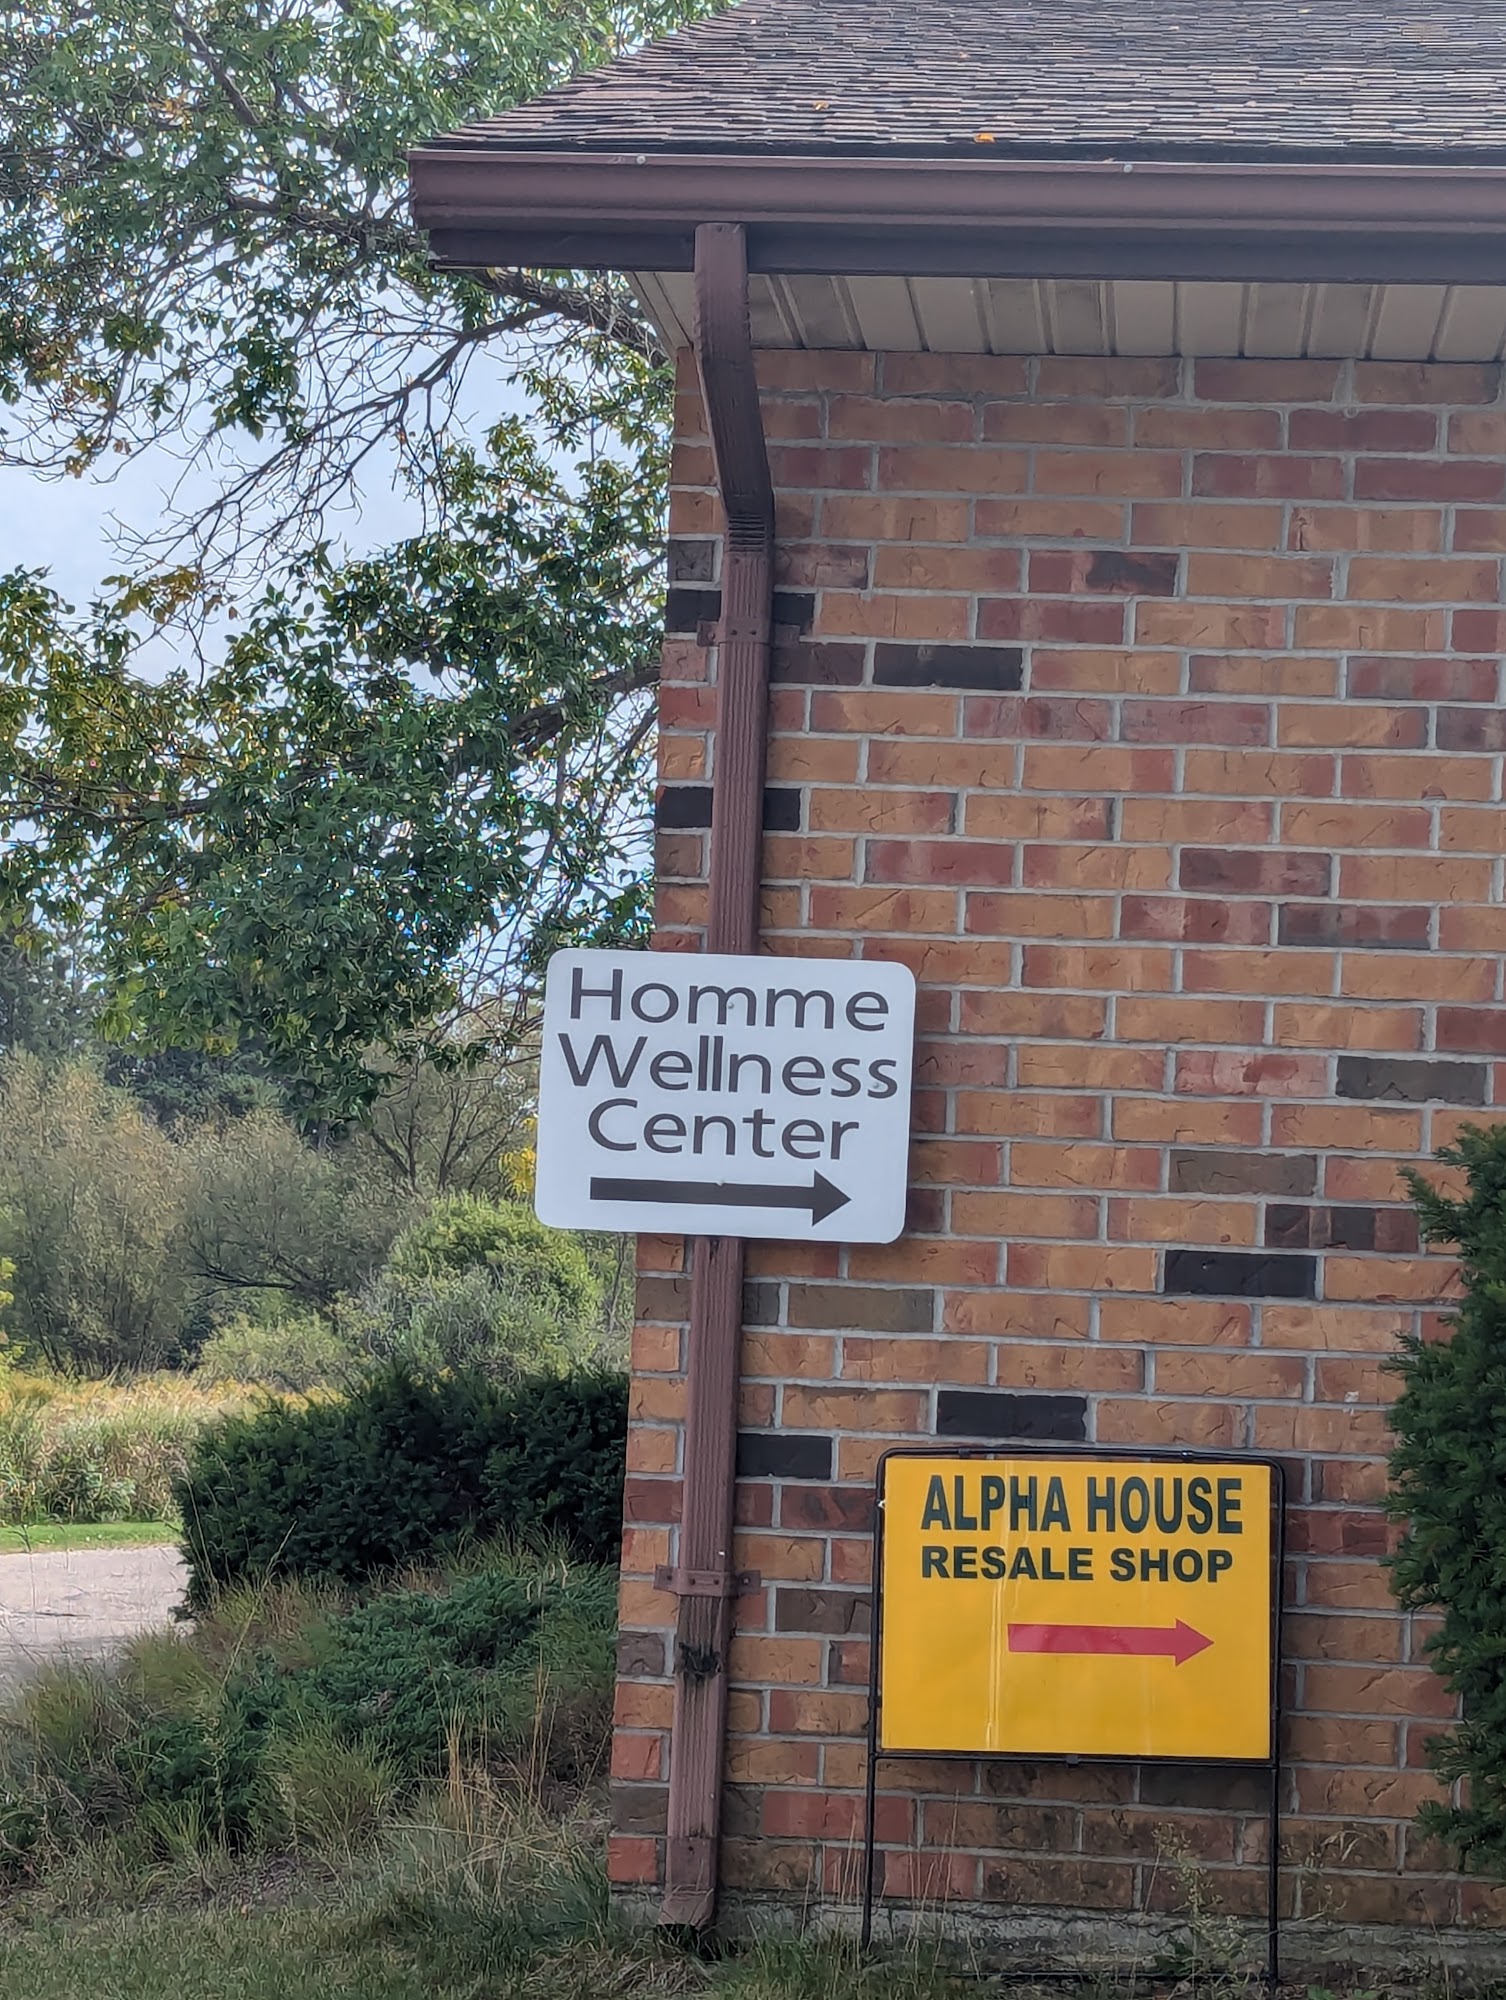 Homme
Wellness
Center
ALPHA HOUSE
RESALE SHOP